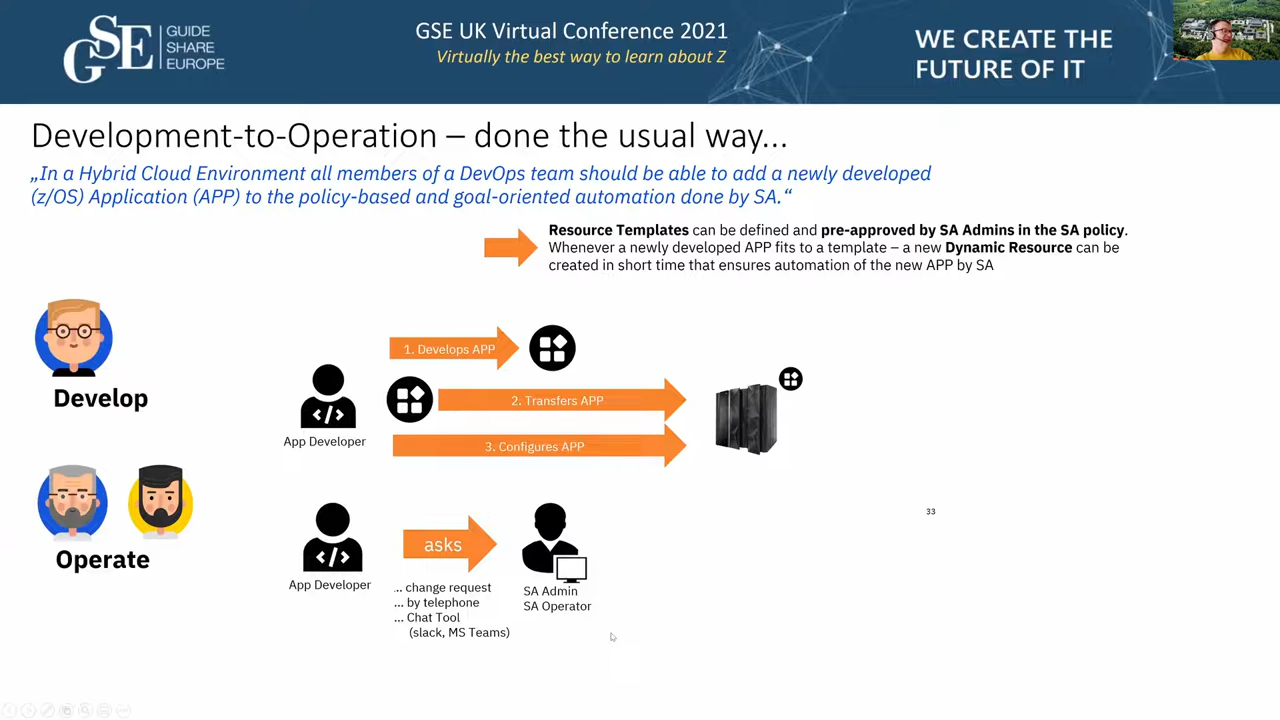 GSE
GUIDE
SHARE
EUROPE
GSE UK Virtual Conference 2021
Virtually the best way to learn about Z
WE CREATE THE
FUTURE OF IT
Development-to-Operation – done the usual way...
„In a Hybrid Cloud Environment all members of a DevOps team should be able to add a newly developed
(z/OS) Application (APP) to the policy-based and goal-oriented automation done by SA.“
Resource Templates can be defined and pre-approved by SA Admins in the SA policy.
Whenever a newly developed APP fits to a template – a new Dynamic Resource can be
created in short time that ensures automation of the new APP by SA
Develop
App Developer
1. Develops APP
2. Transfers APP
3. Configures APP
Operate
App Developer
asks
... change request
... by telephone
... Chat Tool
(slack, MS Teams)
SA Admin
SA Operator
33